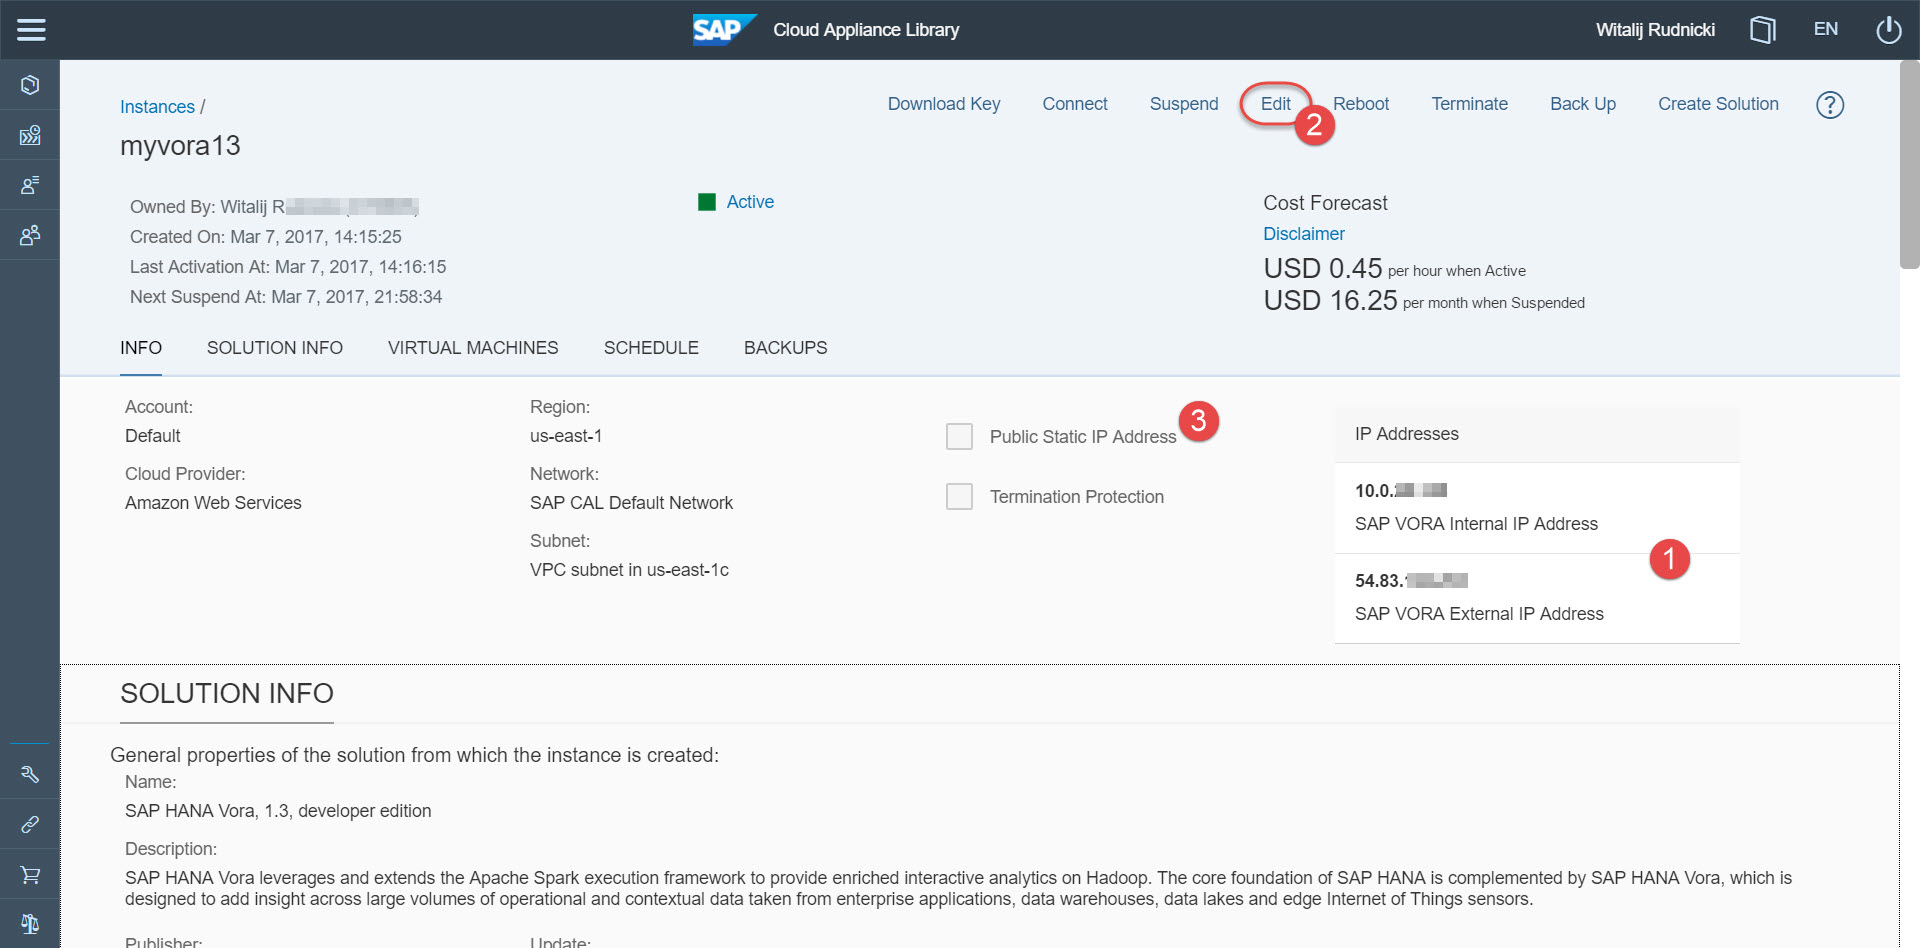 SAP Cloud Appliance Library
Witalij Rudnicki
EN
Instances /
Download Key
Connect
Suspend
Edit
2
Reboot
Terminate
Back Up
Create Solution
?
myvora13
Owned By: Witalij R
Created On: Mar 7, 2017, 14:15:25
Last Activation At: Mar 7, 2017, 14:16:15
Next Suspend At: Mar 7, 2017, 21:58:34
Active
Cost Forecast
Disclaimer
USD 0.45 per hour when Active
USD 16.25 per month when Suspended
INFO
SOLUTION INFO
VIRTUAL MACHINES
SCHEDULE
BACKUPS
Account:
Default
Cloud Provider:
Amazon Web Services
Region:
us-east-1
Network:
SAP CAL Default Network
Subnet:
VPC subnet in us-east-1c
Public Static IP Address
3
Termination Protection
IP Addresses
10.0.
SAP VORA Internal IP Address
1
54.83.
SAP VORA External IP Address
SOLUTION INFO
General properties of the solution from which the instance is created:
Name:
SAP HANA Vora, 1.3, developer edition
Description:
SAP HANA Vora leverages and extends the Apache Spark execution framework to provide enriched interactive analytics on Hadoop. The core foundation of SAP HANA is complemented by SAP HANA Vora, which is
designed to add insight across large volumes of operational and contextual data taken from enterprise applications, data warehouses, data lakes and edge Internet of Things sensors.
Publisher:
Update: